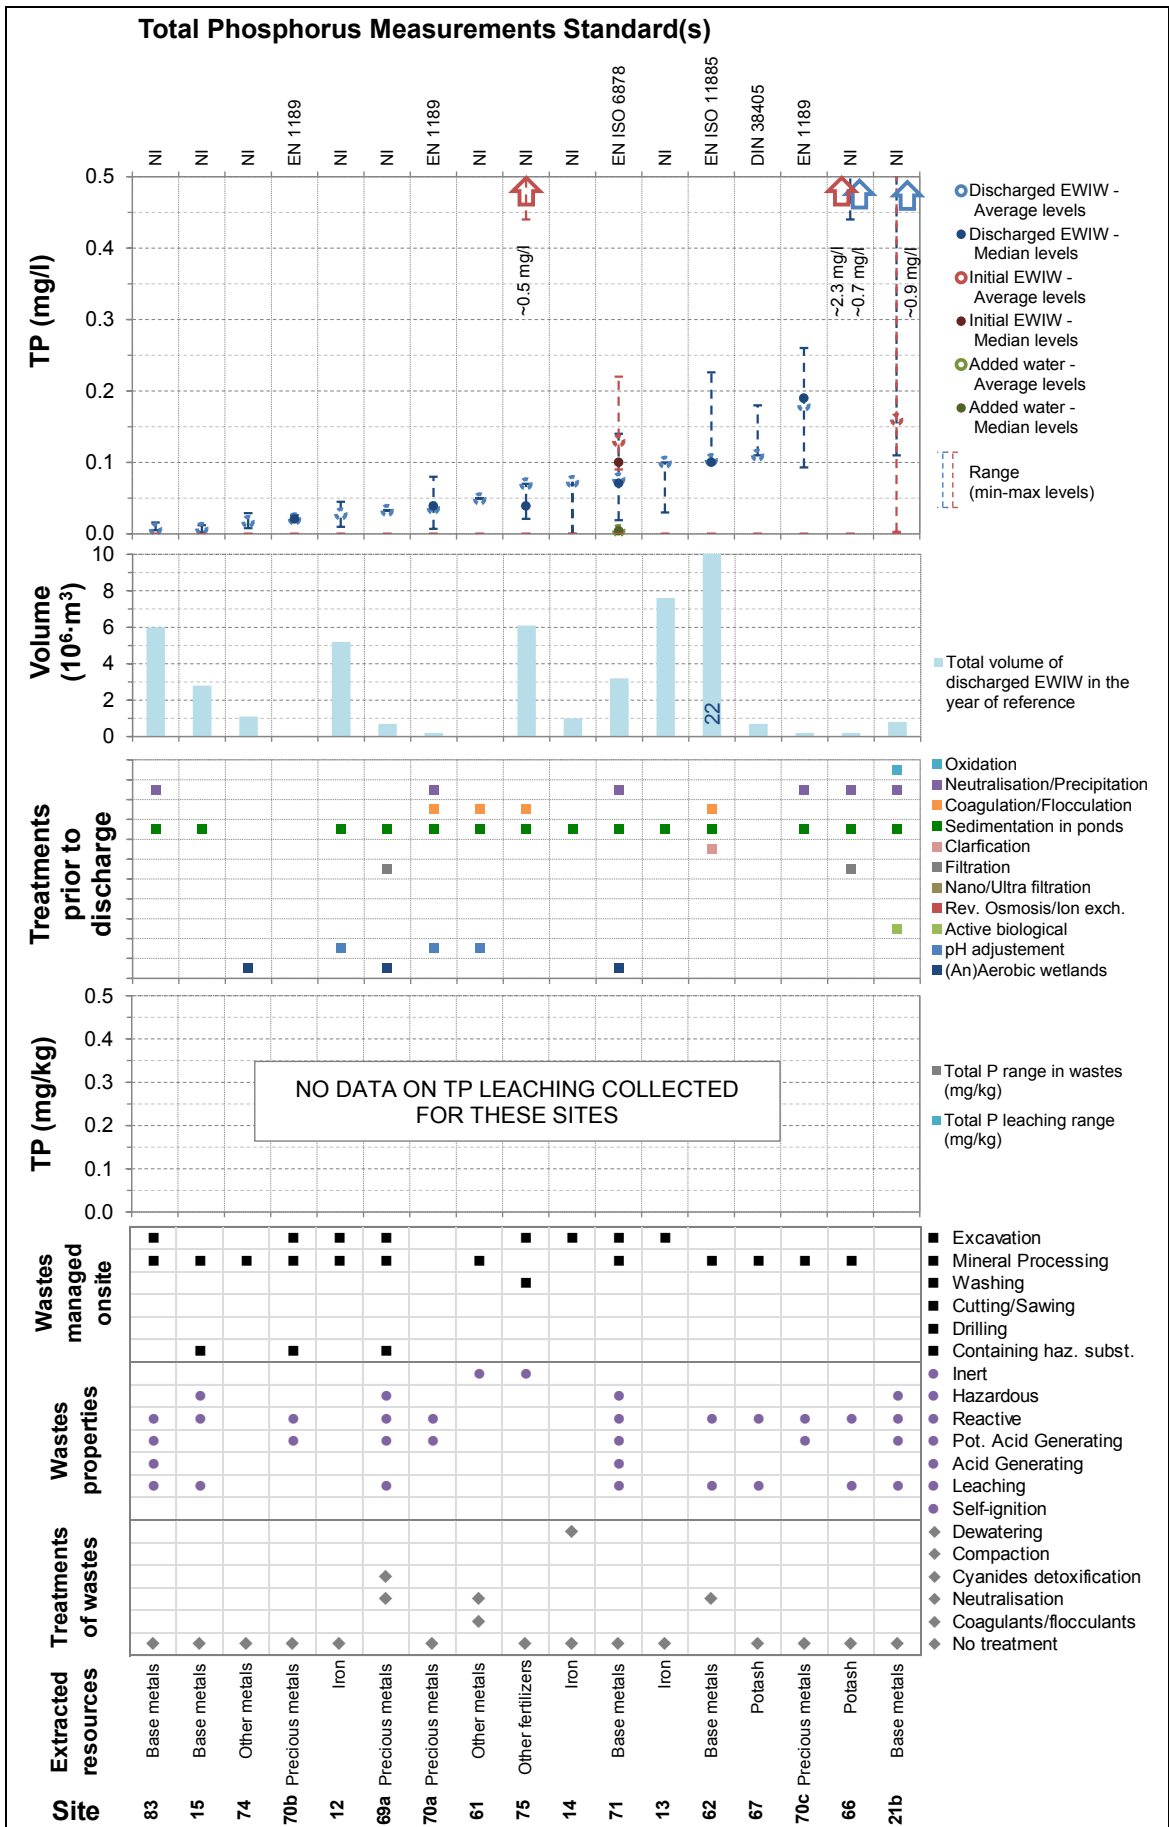 Total Phosphorus Measurements Standard(s)
NI
NI
NI
EN 1189
NI
NI
EN 1189
NI
NI
NI
EN ISO 6878
NI
EN ISO 11885
DIN 38405
EN 1189
NI
NI
TP (mg/l)
0.5
0.4
0.3
0.2
0.1
0.0
~0.5 mg/l
~2.3 mg/l
~0.7 mg/l
~0.9 mg/l
Discharged EWIW -
Average levels
Discharged EWIW -
Median levels
Initial EWIW -
Average levels
Initial EWIW -
Median levels
Added water -
Average levels
Added water -
Median levels
Range
(min-max levels)
Volume
(10⁶·m³)
10
8
6
4
2
0
22
Total volume of
discharged EWIW in the
year of reference
Treatments
prior to
discharge
Oxidation
Neutralisation/Precipitation
Coagulation/Flocculation
Sedimentation in ponds
Clarfication
Filtration
Nano/Ultra filtration
Rev. Osmosis/Ion exch.
Active biological
pH adjustement
(An)Aerobic wetlands
TP (mg/kg)
0.5
0.4
0.3
0.2
0.1
0.0
NO DATA ON TP LEACHING COLLECTED
FOR THESE SITES
Total P range in wastes
(mg/kg)
Total P leaching range
(mg/kg)
Wastes
managed
onsite
Excavation
Mineral Processing
Washing
Cutting/Sawing
Drilling
Containing haz. subst.
Wastes
properties
Inert
Hazardous
Reactive
Pot. Acid Generating
Acid Generating
Leaching
Self-ignition
Treatments
of wastes
Dewatering
Compaction
Cyanides detoxification
Neutralisation
Coagulants/flocculants
No treatment
Extracted
resources
Base metals
Base metals
Other metals
Precious metals
Iron
Precious metals
Precious metals
Other metals
Other fertilizers
Iron
Base metals
Iron
Base metals
Potash
Precious metals
Potash
Base metals
Site
83
15
74
70b
12
69a
70a
61
75
14
71
13
62
67
70c
66
21b